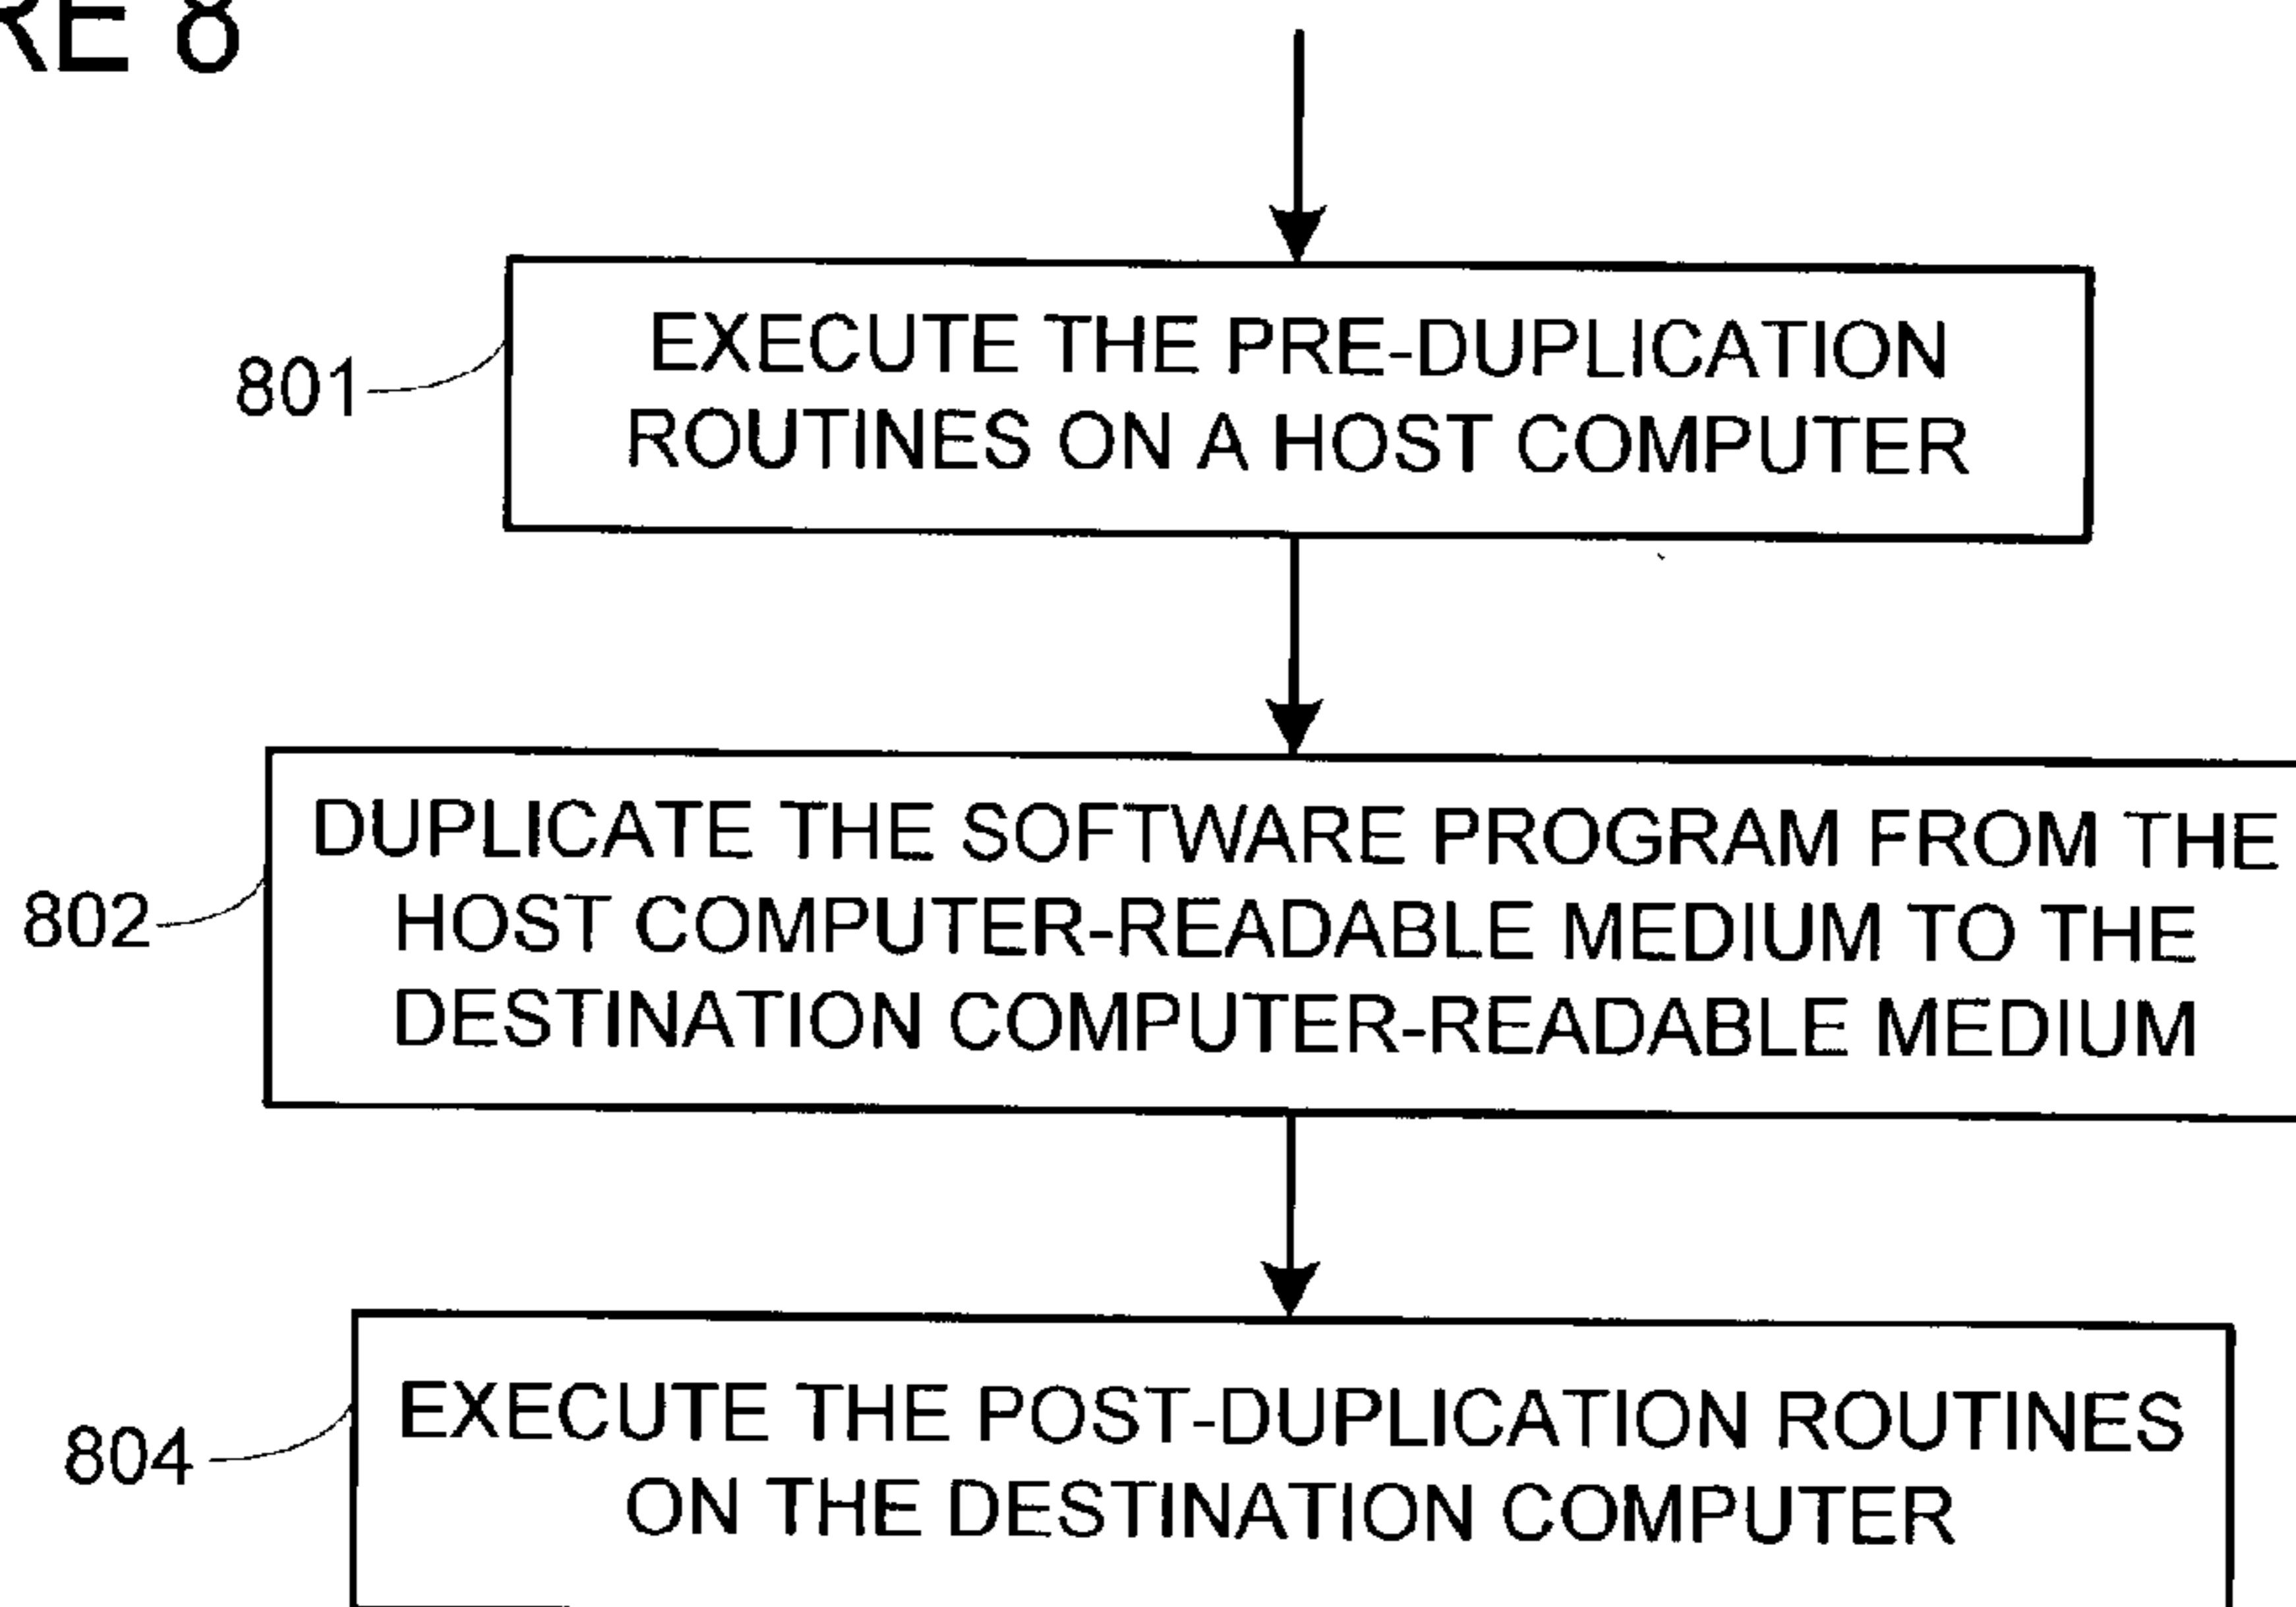 RE 8
801
EXECUTE THE PRE-DUPLICATION
ROUTINES ON A HOST COMPUTER
802
DUPLICATE THE SOFTWARE PROGRAM FROM THE
HOST COMPUTER-READABLE MEDIUM TO THE
DESTINATION COMPUTER-READABLE MEDIUM
804
EXECUTE THE POST-DUPLICATION ROUTINES
ON THE DESTINATION COMPUTER